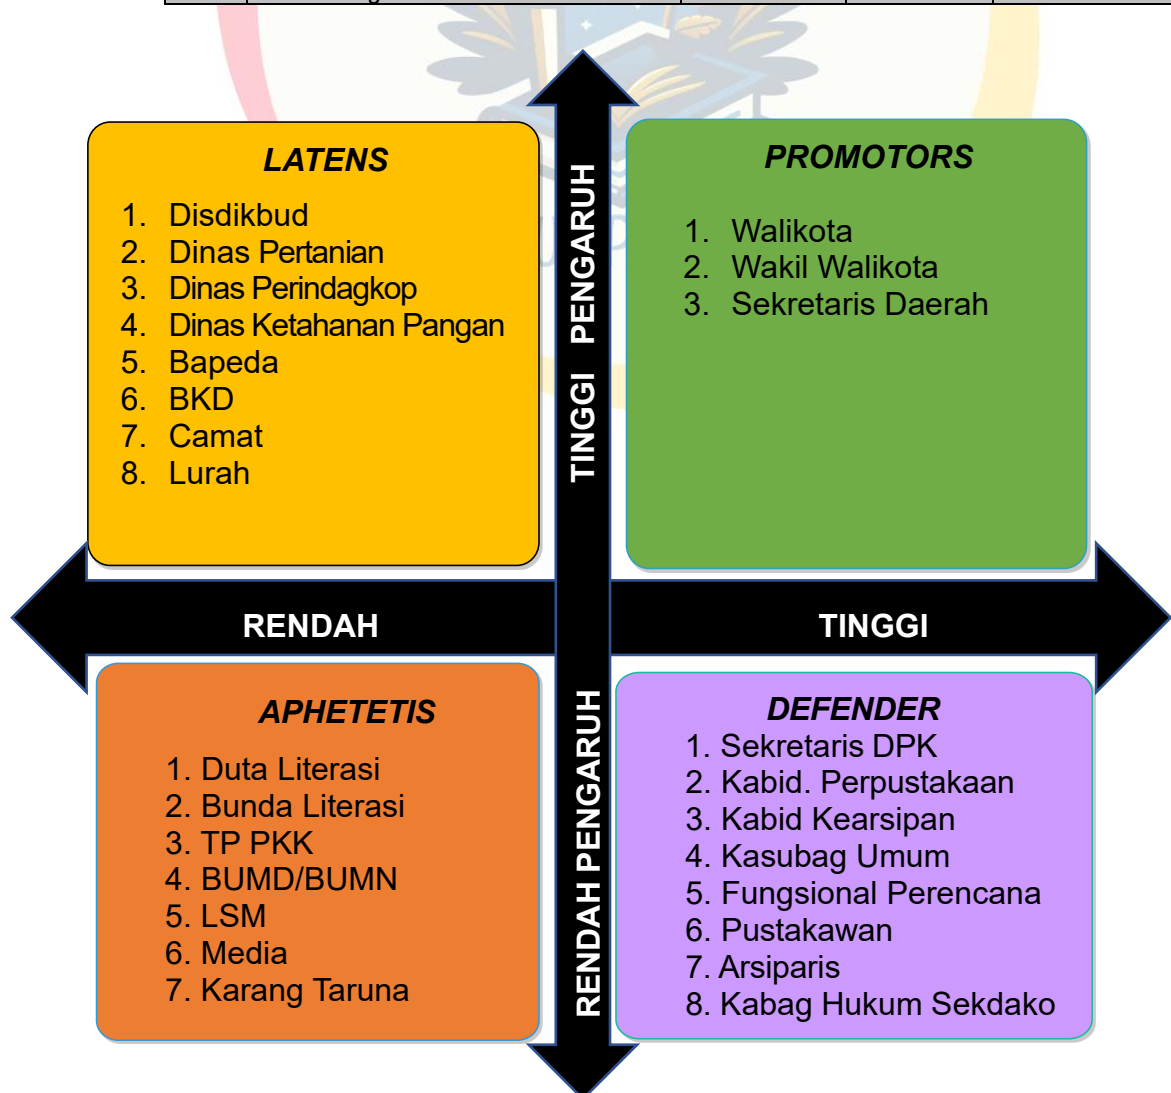 LATENS
1. Disdikbud
2. Dinas Pertanian
3. Dinas Perindagkop
4. Dinas Ketahanan Pangan
5. Bapeda
6. BKD
7. Camat
8. Lurah
PROMOTORS
1. Walikota
2. Wakil Walikota
3. Sekretaris Daerah
TINGGI PENGARUH
RENDAH
TINGGI
APHETETIS
1. Duta Literasi
2. Bunda Literasi
3. TP PKK
4. BUMD/BUMN
5. LSM
6. Media
7. Karang Taruna
RENDAH PENGARUH
DEFENDER
1. Sekretaris DPK
2. Kabid. Perpustakaan
3. Kabid Kearsipan
4. Kasubag Umum
5. Fungsional Perencana
6. Pustakawan
7. Arsiparis
8. Kabag Hukum Sekdako